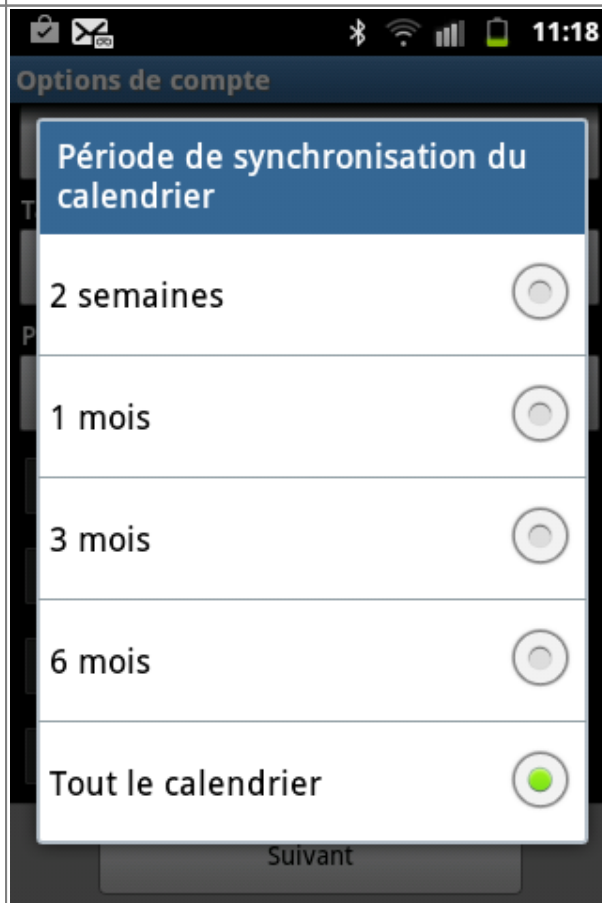 11:18
Options de compte
Période de synchronisation du
calendrier
T
2 semaines
P
1 mois
3 mois
6 mois
Tout le calendrier
Suivant